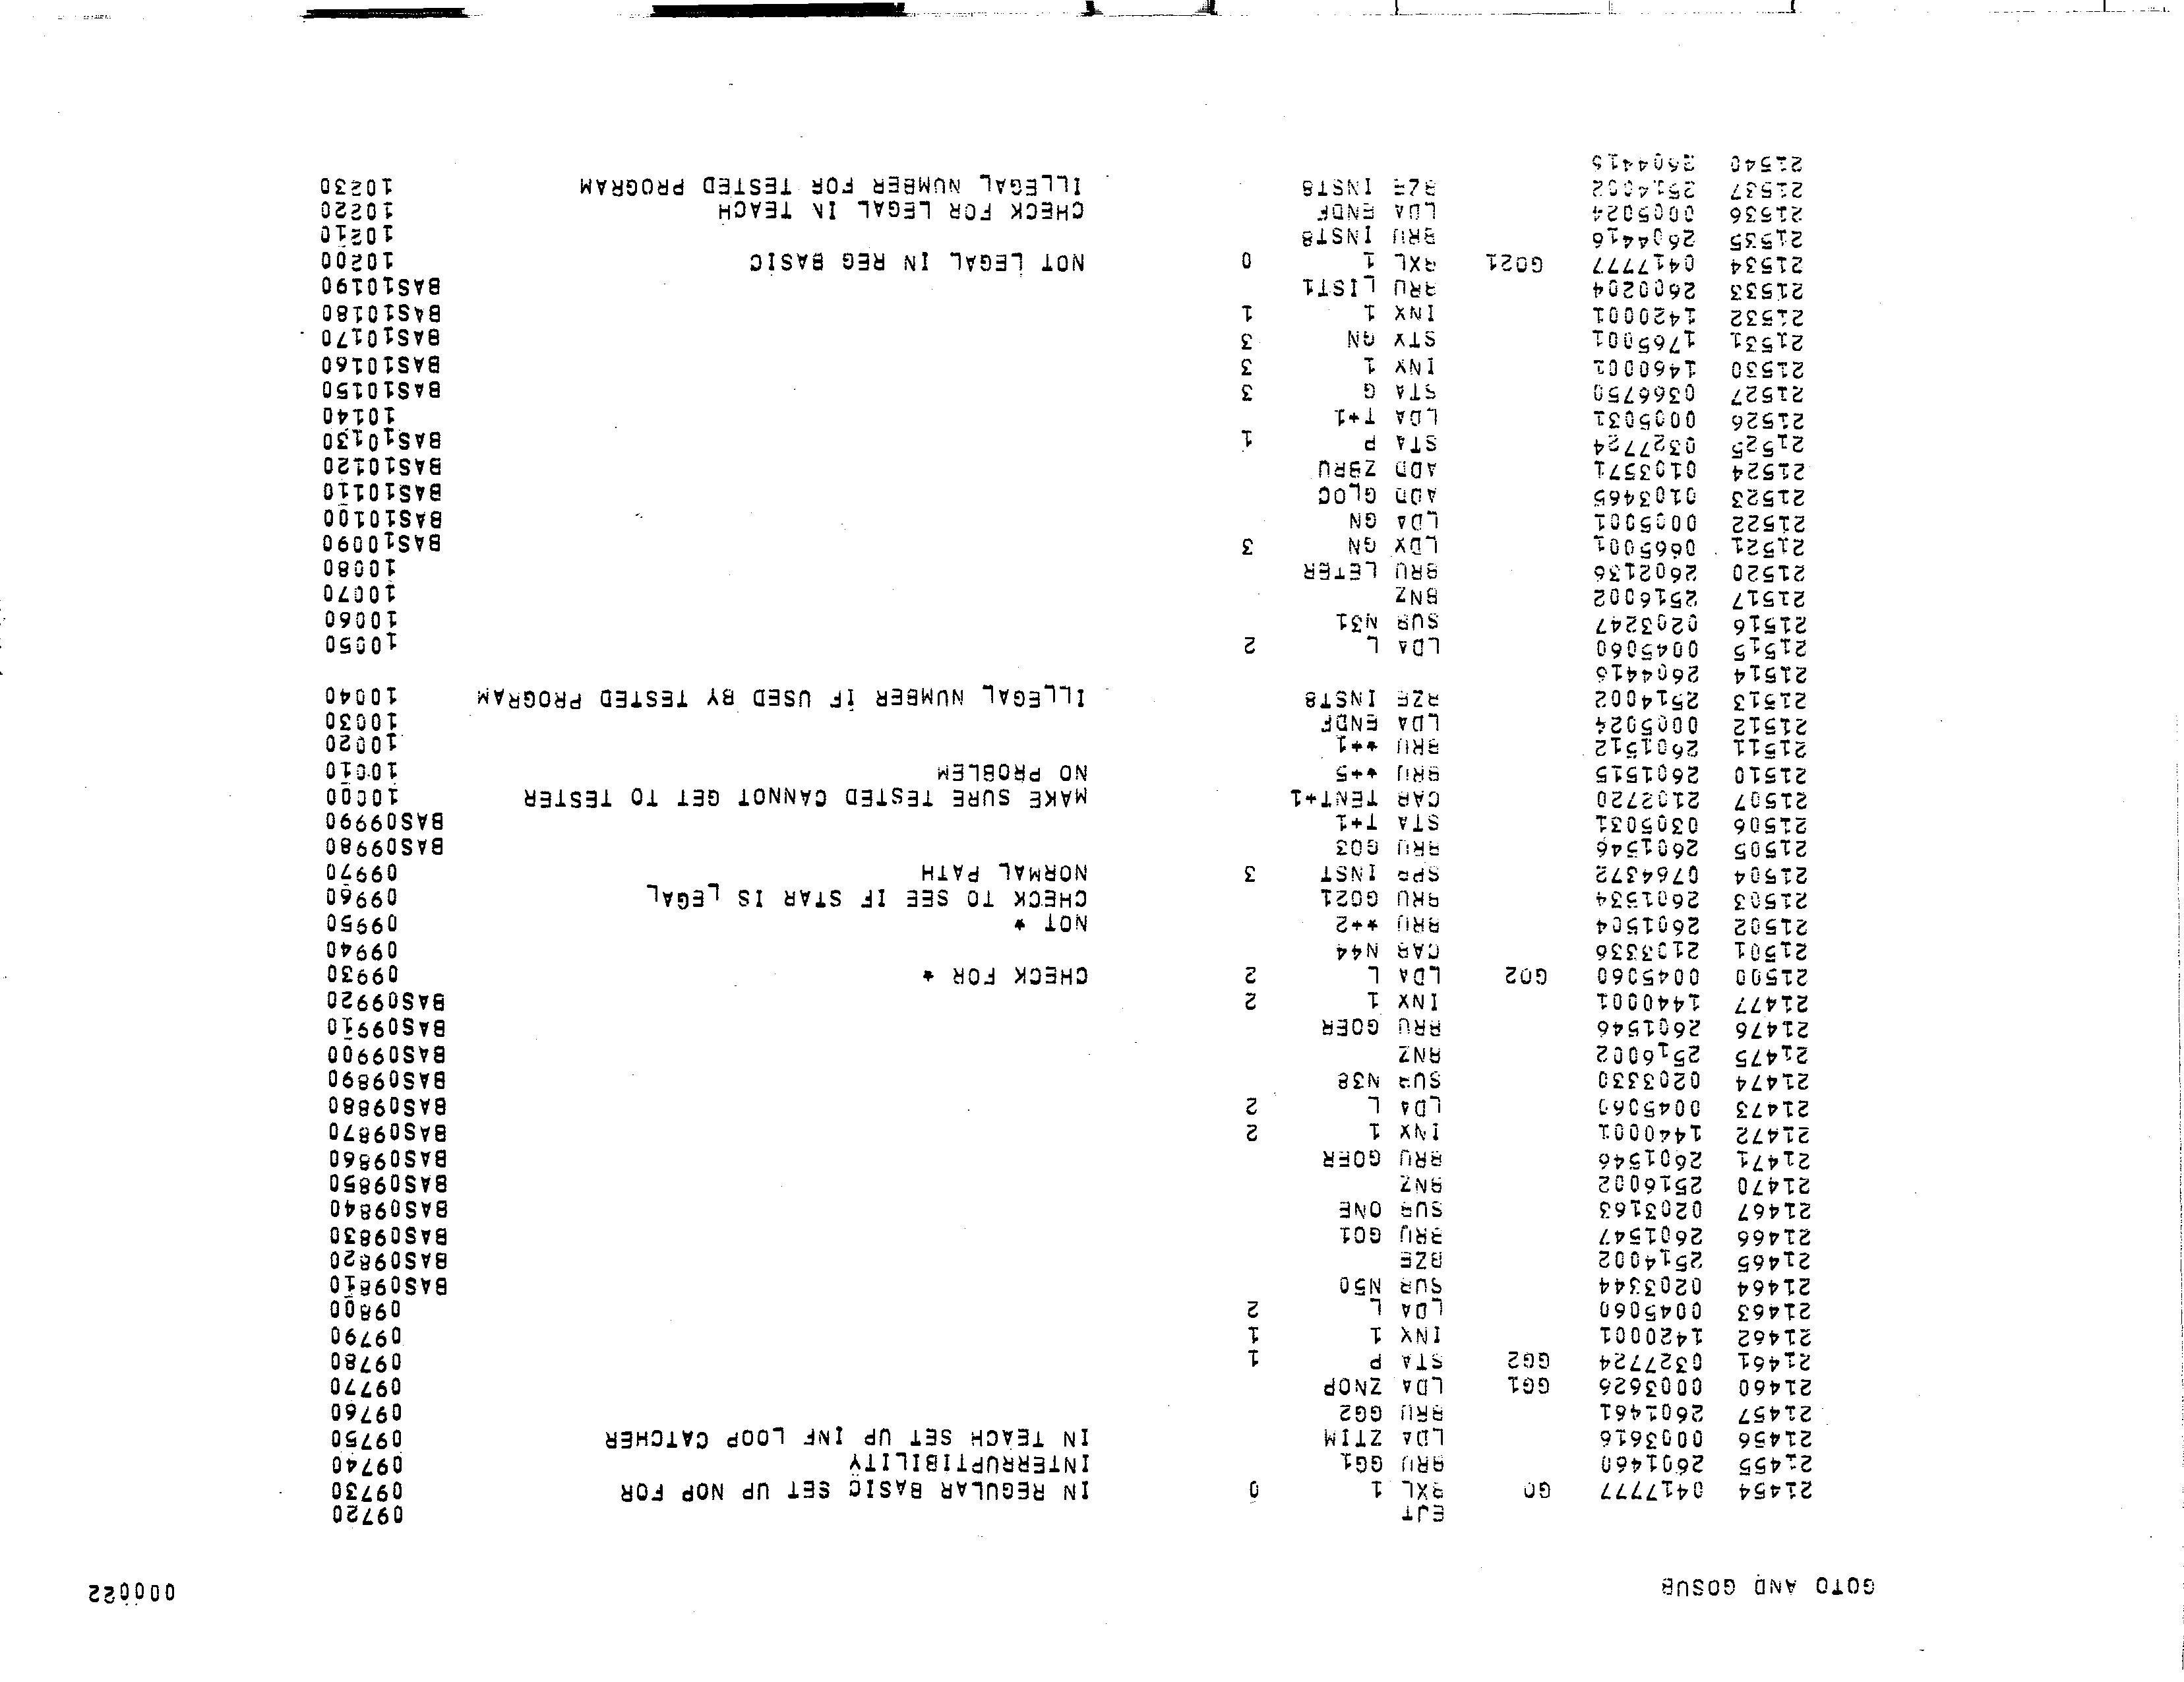 GOTO AND GOSUB 000022
EJT 09720
21454 0417777 GO BXL 1 0 IN REGULAR BASIC SET UP NOP FOR 09730
21455 2601460 BRU GG1 INTERRUPTIBILITY 09740
21456 0003616 LDA ZTIM IN TEACH SET UP INF LOOP CATCHER 09750
21457 2601461 BRU GG2 09760
21460 0003626 GG1 LDA ZNOP 09770
21461 0327724 GG2 STA P 1 09780
21462 1420001 INX 1 1 09790
21463 0045060 LDA L 2 09800
21464 0203344 SUB N50 BAS09810
21465 2514002 BZE BAS09820
21466 2601547 BRU GO1 BAS09830
21467 0203163 SUB ONE BAS09840
21470 2516002 BNZ BAS09850
21471 2601546 BRU GOER BAS09860
21472 1440001 INX 1 2 BAS09870
21473 0045060 LDA L 2 BAS09880
21474 0203330 SUB N38 BAS09890
21475 2516002 BNZ BAS09900
21476 2601546 BRU GOER BAS09910
21477 1440001 INX 1 2 BAS09920
21500 0045060 GO2 LDA L 2 CHECK FOR * 09930
21501 2103336 CAB N44 09940
21502 2601504 BRU *+2 NOT * 09950
21503 2601534 BRU GO21 CHECK TO SEE IF STAR IS LEGAL 09960
21504 0764372 SPB INST 3 NORMAL PATH 09970
21505 2601546 BRU GO3 BAS09980
21506 0305031 STA T+1 BAS09990
21507 2102720 CAB TENT+1 MAKE SURE TESTED CANNOT GET TO TESTER 10000
21510 2601515 BRU *+5 NO PROBLEM 10010
21511 2601512 BRU *+1 10020
21512 0005024 LDA ENDF 10030
21513 2514002 BZE INST8 ILLEGAL NUMBER IF USED BY TESTED PROGRAM 10040
21514 2604416
21515 0045060 LDA L 2 10050
21516 0203247 SUB N31 10060
21517 2516002 BNZ 10070
21520 2602136 BRU LETER 10080
21521 0665001 LDX GN 3 BAS10090
21522 0005001 LDA GN BAS10100
21523 0103465 ADD GLOC BAS10110
21524 0103571 ADD ZBRU BAS10120
21525 0327724 STA P 1 BAS10130
21526 0005031 LDA T+1 10140
21527 0366750 STA G 3 BAS10150
21530 1460001 INX 1 3 BAS10160
21531 1765001 STX GN 3 BAS10170
21532 1420001 INX 1 1 BAS10180
21533 2600204 BRU LIST1 BAS10190
21534 0417777 GO21 BXL 1 0 NOT LEGAL IN REG BASIC 10200
21535 2604416 BRU INST8 10210
21536 0005024 LDA ENDF CHECK FOR LEGAL IN TEACH 10220
21537 2514002 BZE INST8 ILLEGAL NUMBER FOR TESTED PROGRAM 10230
21540 2604415